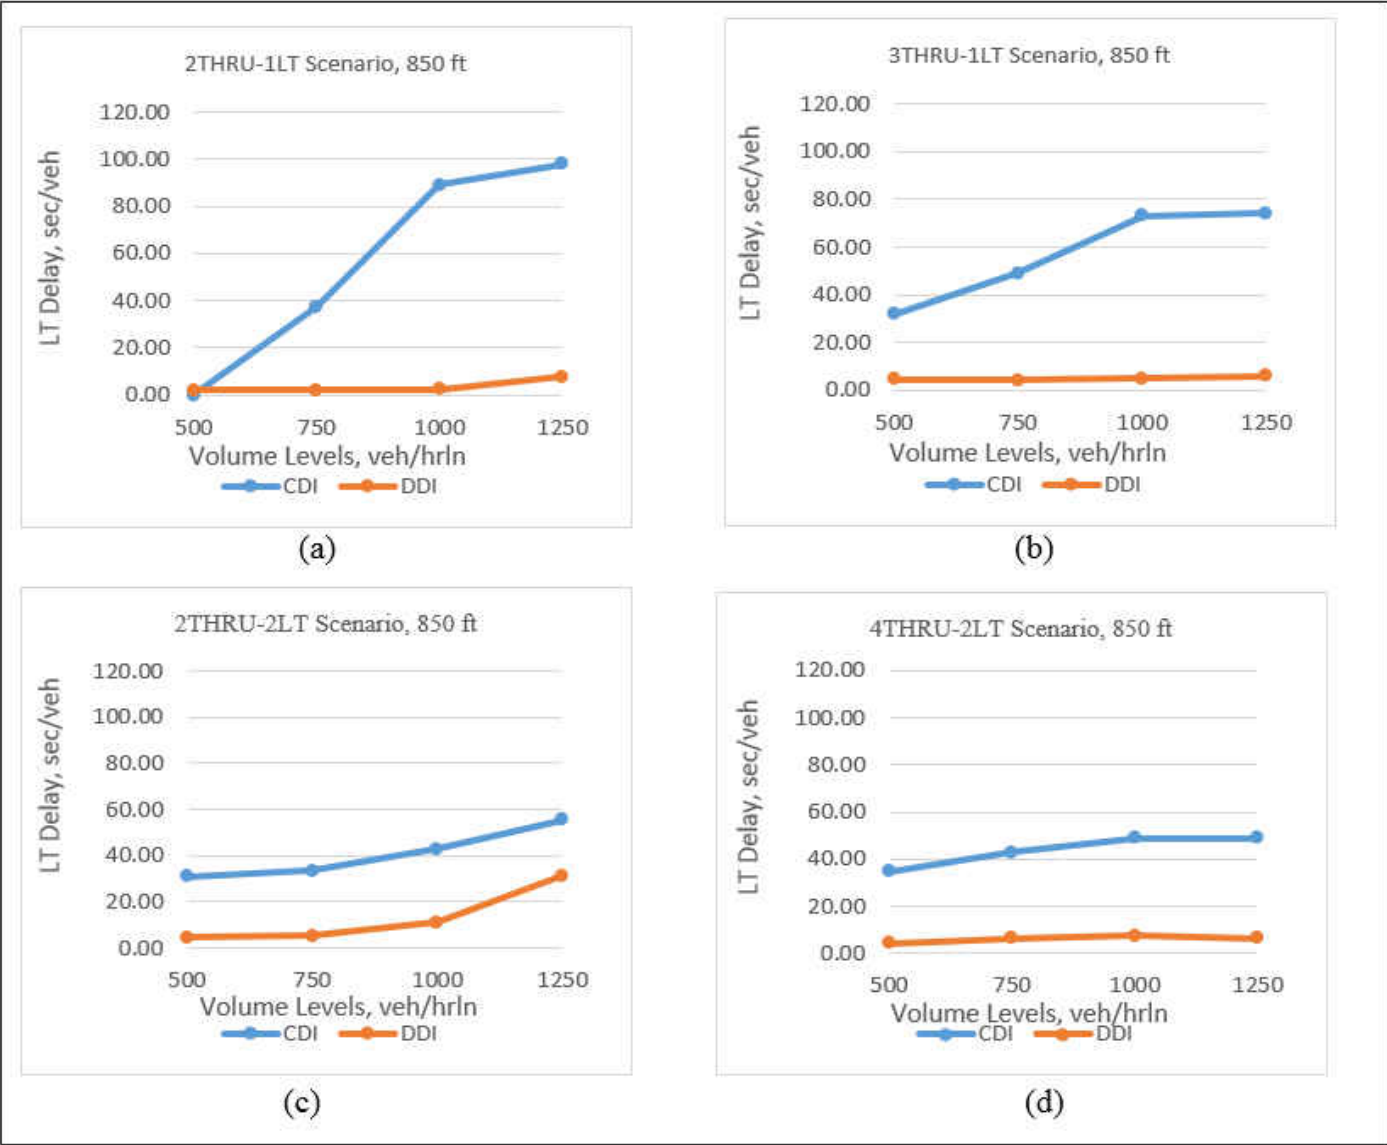 2THRU-1LT Scenario, 850 ft
LT Delay, sec/veh
120.00
100.00
80.00
60.00
40.00
20.00
0.00
500 750 1000 1250
Volume Levels, veh/hrln
CDI DDI
(a)
3THRU-1LT Scenario, 850 ft
LT Delay, sec/veh
120.00
100.00
80.00
60.00
40.00
20.00
0.00
500 750 1000 1250
Volume Levels, veh/hrln
CDI DDI
(b)
2THRU-2LT Scenario, 850 ft
LT Delay, sec/veh
120.00
100.00
80.00
60.00
40.00
20.00
0.00
500 750 1000 1250
Volume Levels, veh/hrln
CDI DDI
(c)
4THRU-2LT Scenario, 850 ft
LT Delay, sec/veh
120.00
100.00
80.00
60.00
40.00
20.00
0.00
500 750 1000 1250
Volume Levels, veh/hrln
CDI DDI
(d)